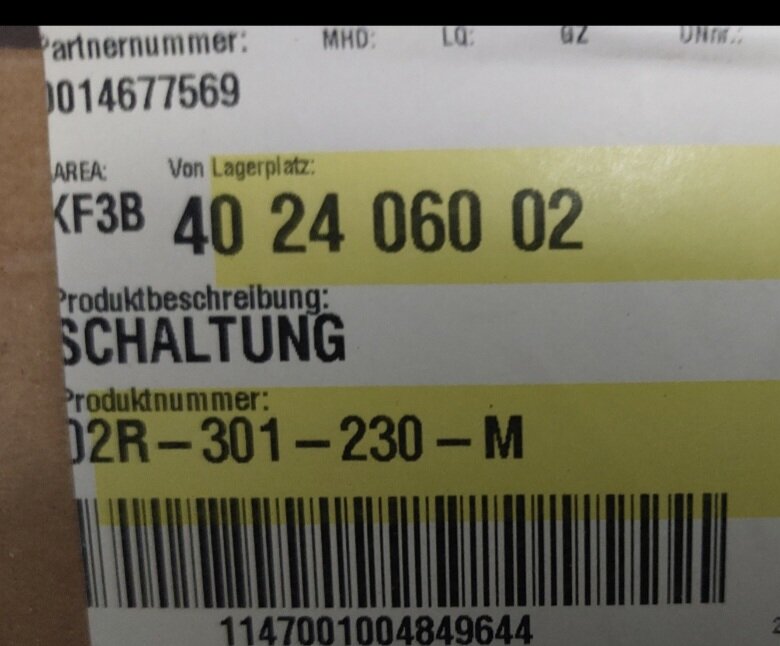 Partnernummer: MHD: LQ: GZ UNnr.:
0014677569
AREA: Von Lagerplatz:
KF3B 40 24 060 02
Produktbeschreibung:
SCHALTUNG
Produktnummer:
02R-301-230-M
1147001004849644